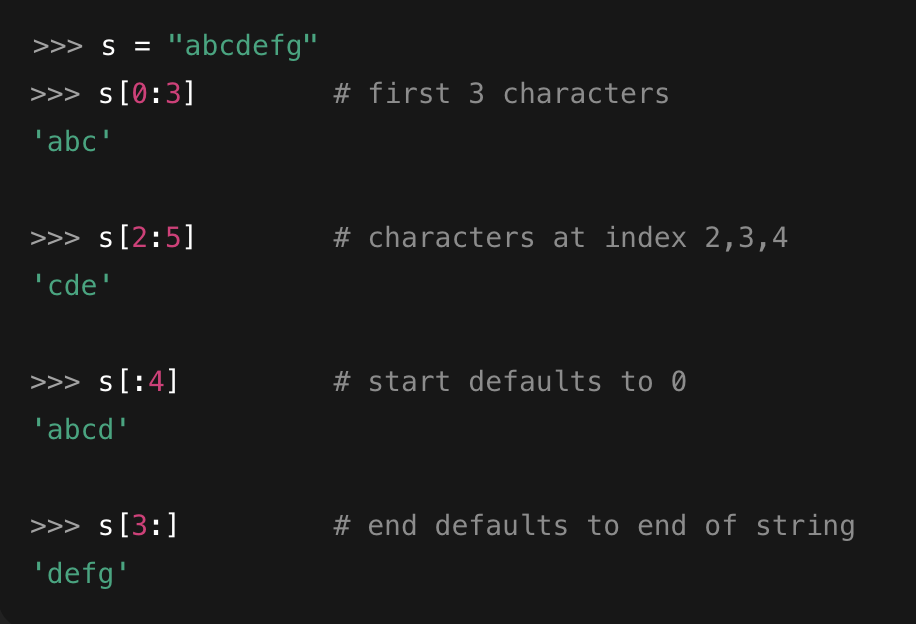 >>> s = "abcdefg"
>>> s[0:3]        # first 3 characters
'abc'
>>> s[2:5]        # characters at index 2,3,4
'cde'
>>> s[:4]         # start defaults to 0
'abcd'
>>> s[3:]         # end defaults to end of string
'defg'